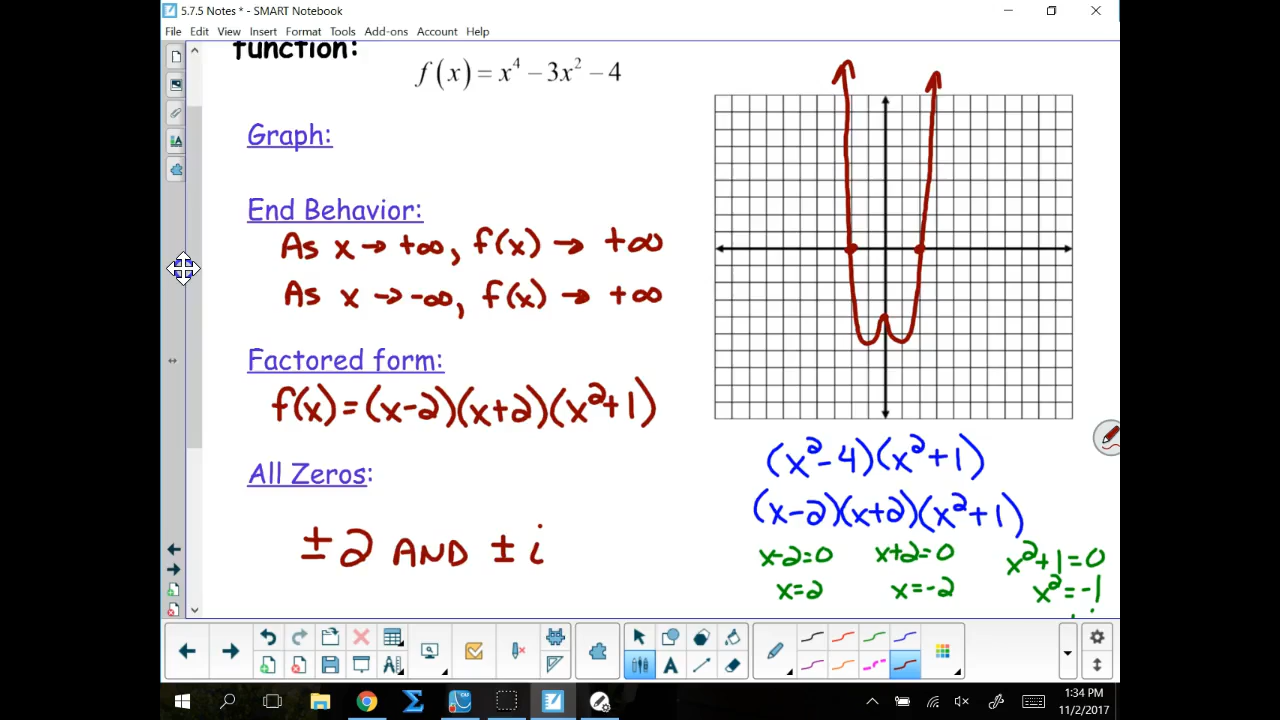 5.7.5 Notes * - SMART Notebook
File Edit View Insert Format Tools Add-ons Account Help
function:
f(x) = x⁴ – 3x² – 4
Graph:
End Behavior:
As x → +∞, f(x) → +∞
As x → -∞, f(x) → +∞
Factored form:
f(x) = (x-2)(x+2)(x²+1)
All Zeros:
±2 AND ± i
(x²-4)(x²+1)
(x-2)(x+2)(x²+1)
x-2=0 x+2=0 x²+1=0
x=2 x=-2 x²=-1
1:34 PM
11/2/2017